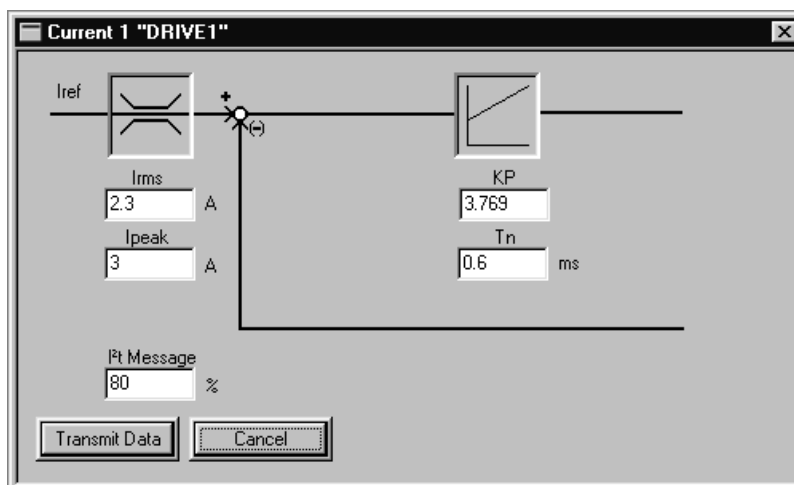 Current 1 "DRIVE1"
Iref
+
(-)
Irms
2.3 A
Ipeak
3 A
KP
3.769
Tn
0.6 ms
I²t Message
80 %
Transmit Data
Cancel